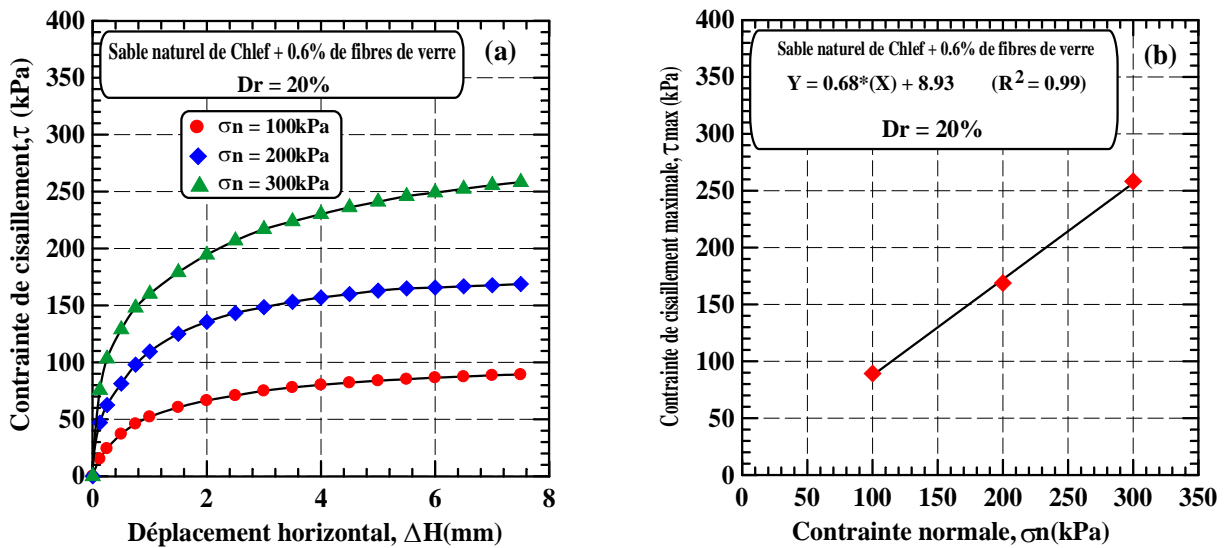 400
350
300
250
200
150
100
50
0
Contrainte de cisaillement,τ (kPa)
Sable naturel de Chlef + 0.6% de fibres de verre
Dr = 20%
(a)
σn = 100kPa
σn = 200kPa
σn = 300kPa
0 2 4 6 8
Déplacement horizontal, ΔH(mm)
400
350
300
250
200
150
100
50
0
Contrainte de cisaillement maximale, τmax (kPa)
Sable naturel de Chlef + 0.6% de fibres de verre
Y = 0.68*(X) + 8.93 (R² = 0.99)
Dr = 20%
(b)
0 50 100 150 200 250 300 350
Contrainte normale, σn(kPa)